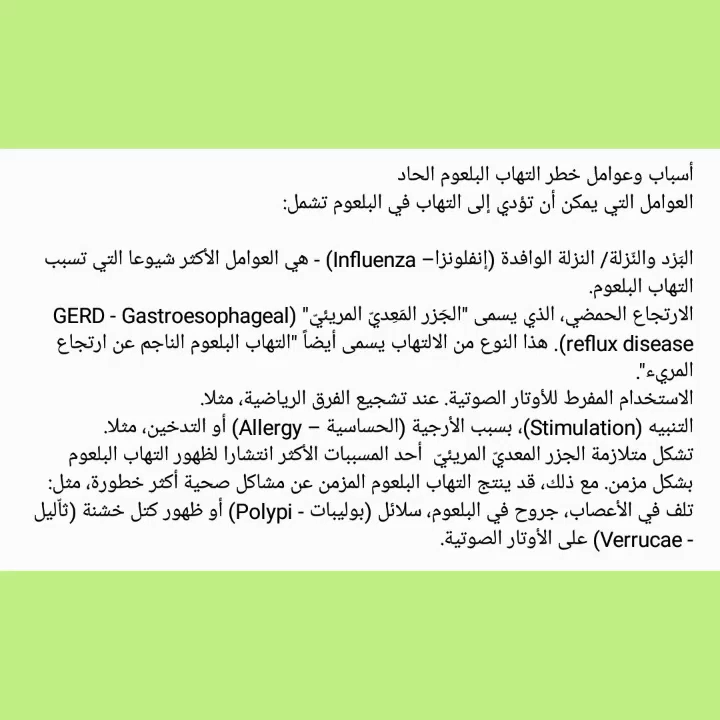 أسباب وعوامل خطر التهاب البلعوم الحاد
العوامل التي يمكن أن تؤدي إلى التهاب في البلعوم تشمل:
البَرْد والنّزلة/ النزلة الوافدة (إنفلونزا– Influenza) - هي العوامل الأكثر شيوعا التي تسبب
التهاب البلعوم.
الارتجاع الحمضي، الذي يسمى "الجَزر المَعِديّ المريئيّ" (GERD - Gastroesophageal
reflux disease). هذا النوع من الالتهاب يسمى أيضاً "التهاب البلعوم الناجم عن ارتجاع
المريء".
الاستخدام المفرط للأوتار الصوتية. عند تشجيع الفرق الرياضية، مثلا.
التنبيه (Stimulation)، بسبب الأرجية (الحساسية – Allergy) أو التدخين، مثلا.
تشكل متلازمة الجزر المعديّ المريئيّ أحد المسببات الأكثر انتشارا لظهور التهاب البلعوم
بشكل مزمن. مع ذلك، قد ينتج التهاب البلعوم المزمن عن مشاكل صحية أكثر خطورة، مثل:
تلف في الأعصاب، جروح في البلعوم، سلائل (بوليبات - Polypi) أو ظهور كتل خشنة (ثآليل
- Verrucae) على الأوتار الصوتية.